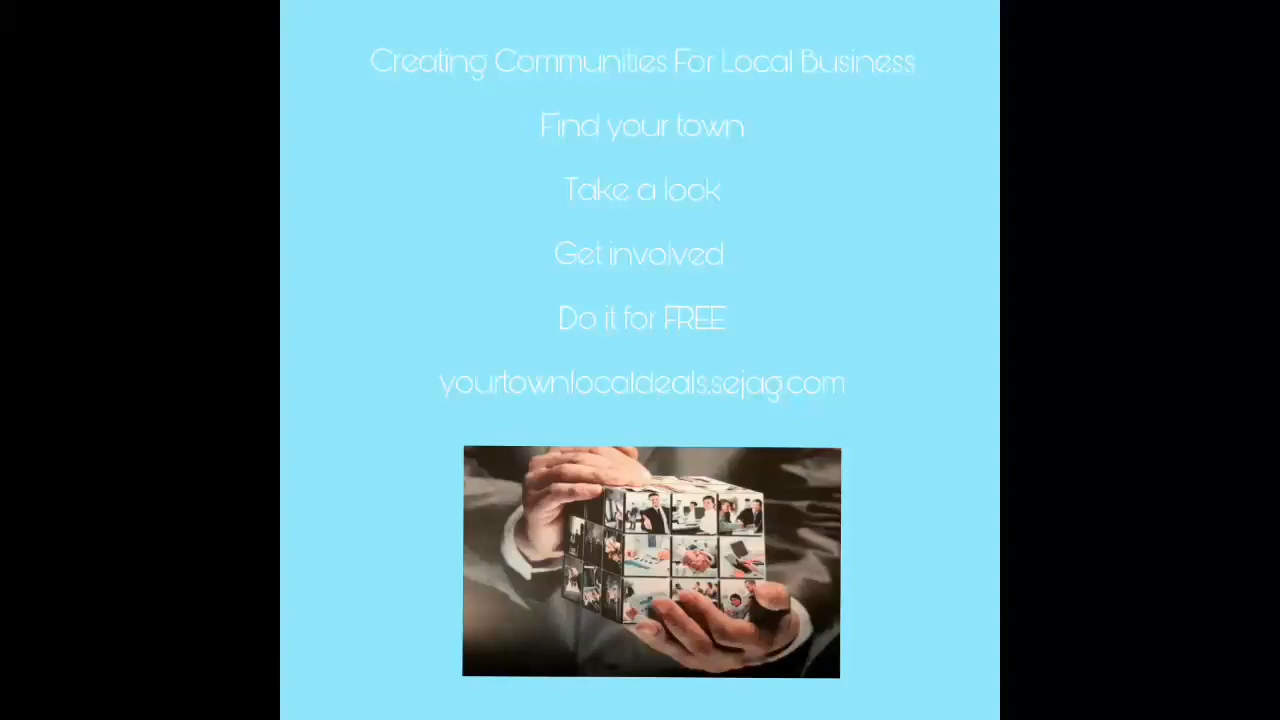 Creating Communities For Local Business
Find your town
Take a look
Get involved
Do it for FREE
yourtownlocaldeals.sejag.com